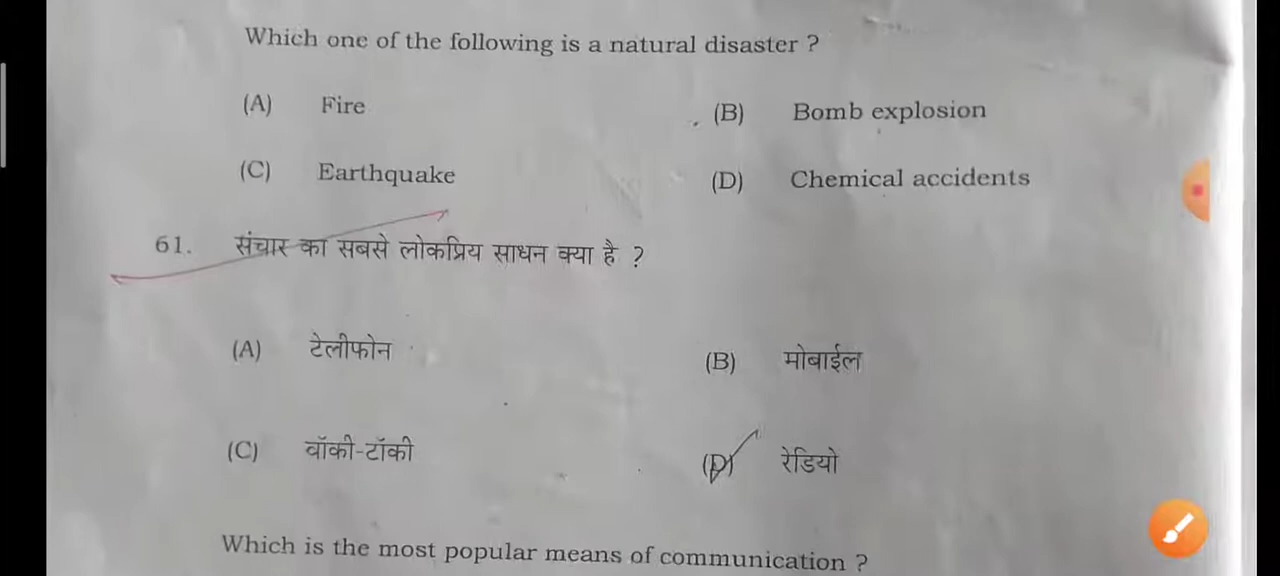 Which one of the following is a natural disaster ?
(A) Fire (B) Bomb explosion
(C) Earthquake (D) Chemical accidents
61. संचार का सबसे लोकप्रिय साधन क्या है ?
(A) टेलीफोन (B) मोबाईल
(C) वॉकी-टॉकी (D) रेडियो
Which is the most popular means of communication ?